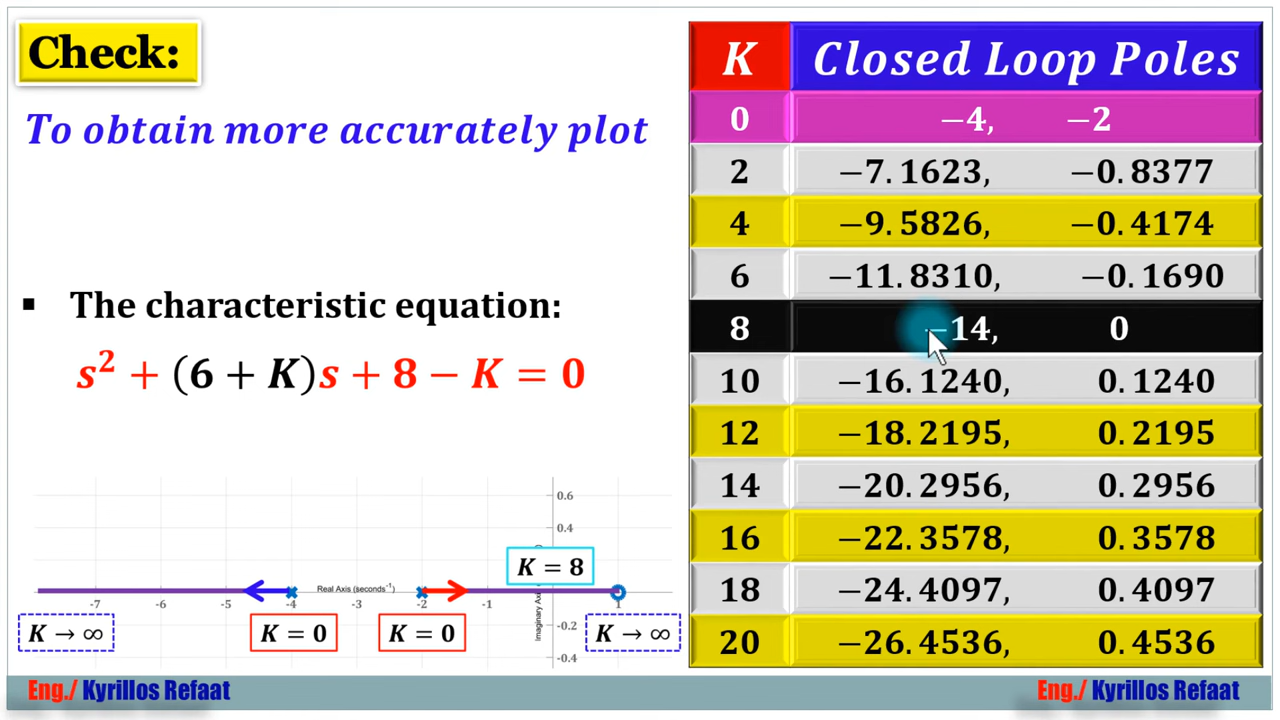 Check:
To obtain more accurately plot
▪ The characteristic equation:
s² + (6 + K)s + 8 − K = 0
K Closed Loop Poles
0 −4, −2
2 −7.1623, −0.8377
4 −9.5826, −0.4174
6 −11.8310, −0.1690
8 −14, 0
10 −16.1240, 0.1240
12 −18.2195, 0.2195
14 −20.2956, 0.2956
16 −22.3578, 0.3578
18 −24.4097, 0.4097
20 −26.4536, 0.4536
0.6
0.4
K = 8
Real Axis (seconds⁻¹)
-7 -6 -5 -4 -3 -2 -1 1
Imaginary Axis
-0.2
-0.4
K → ∞ K = 0 K = 0 K → ∞
Eng./ Kyrillos Refaat Eng./ Kyrillos Refaat